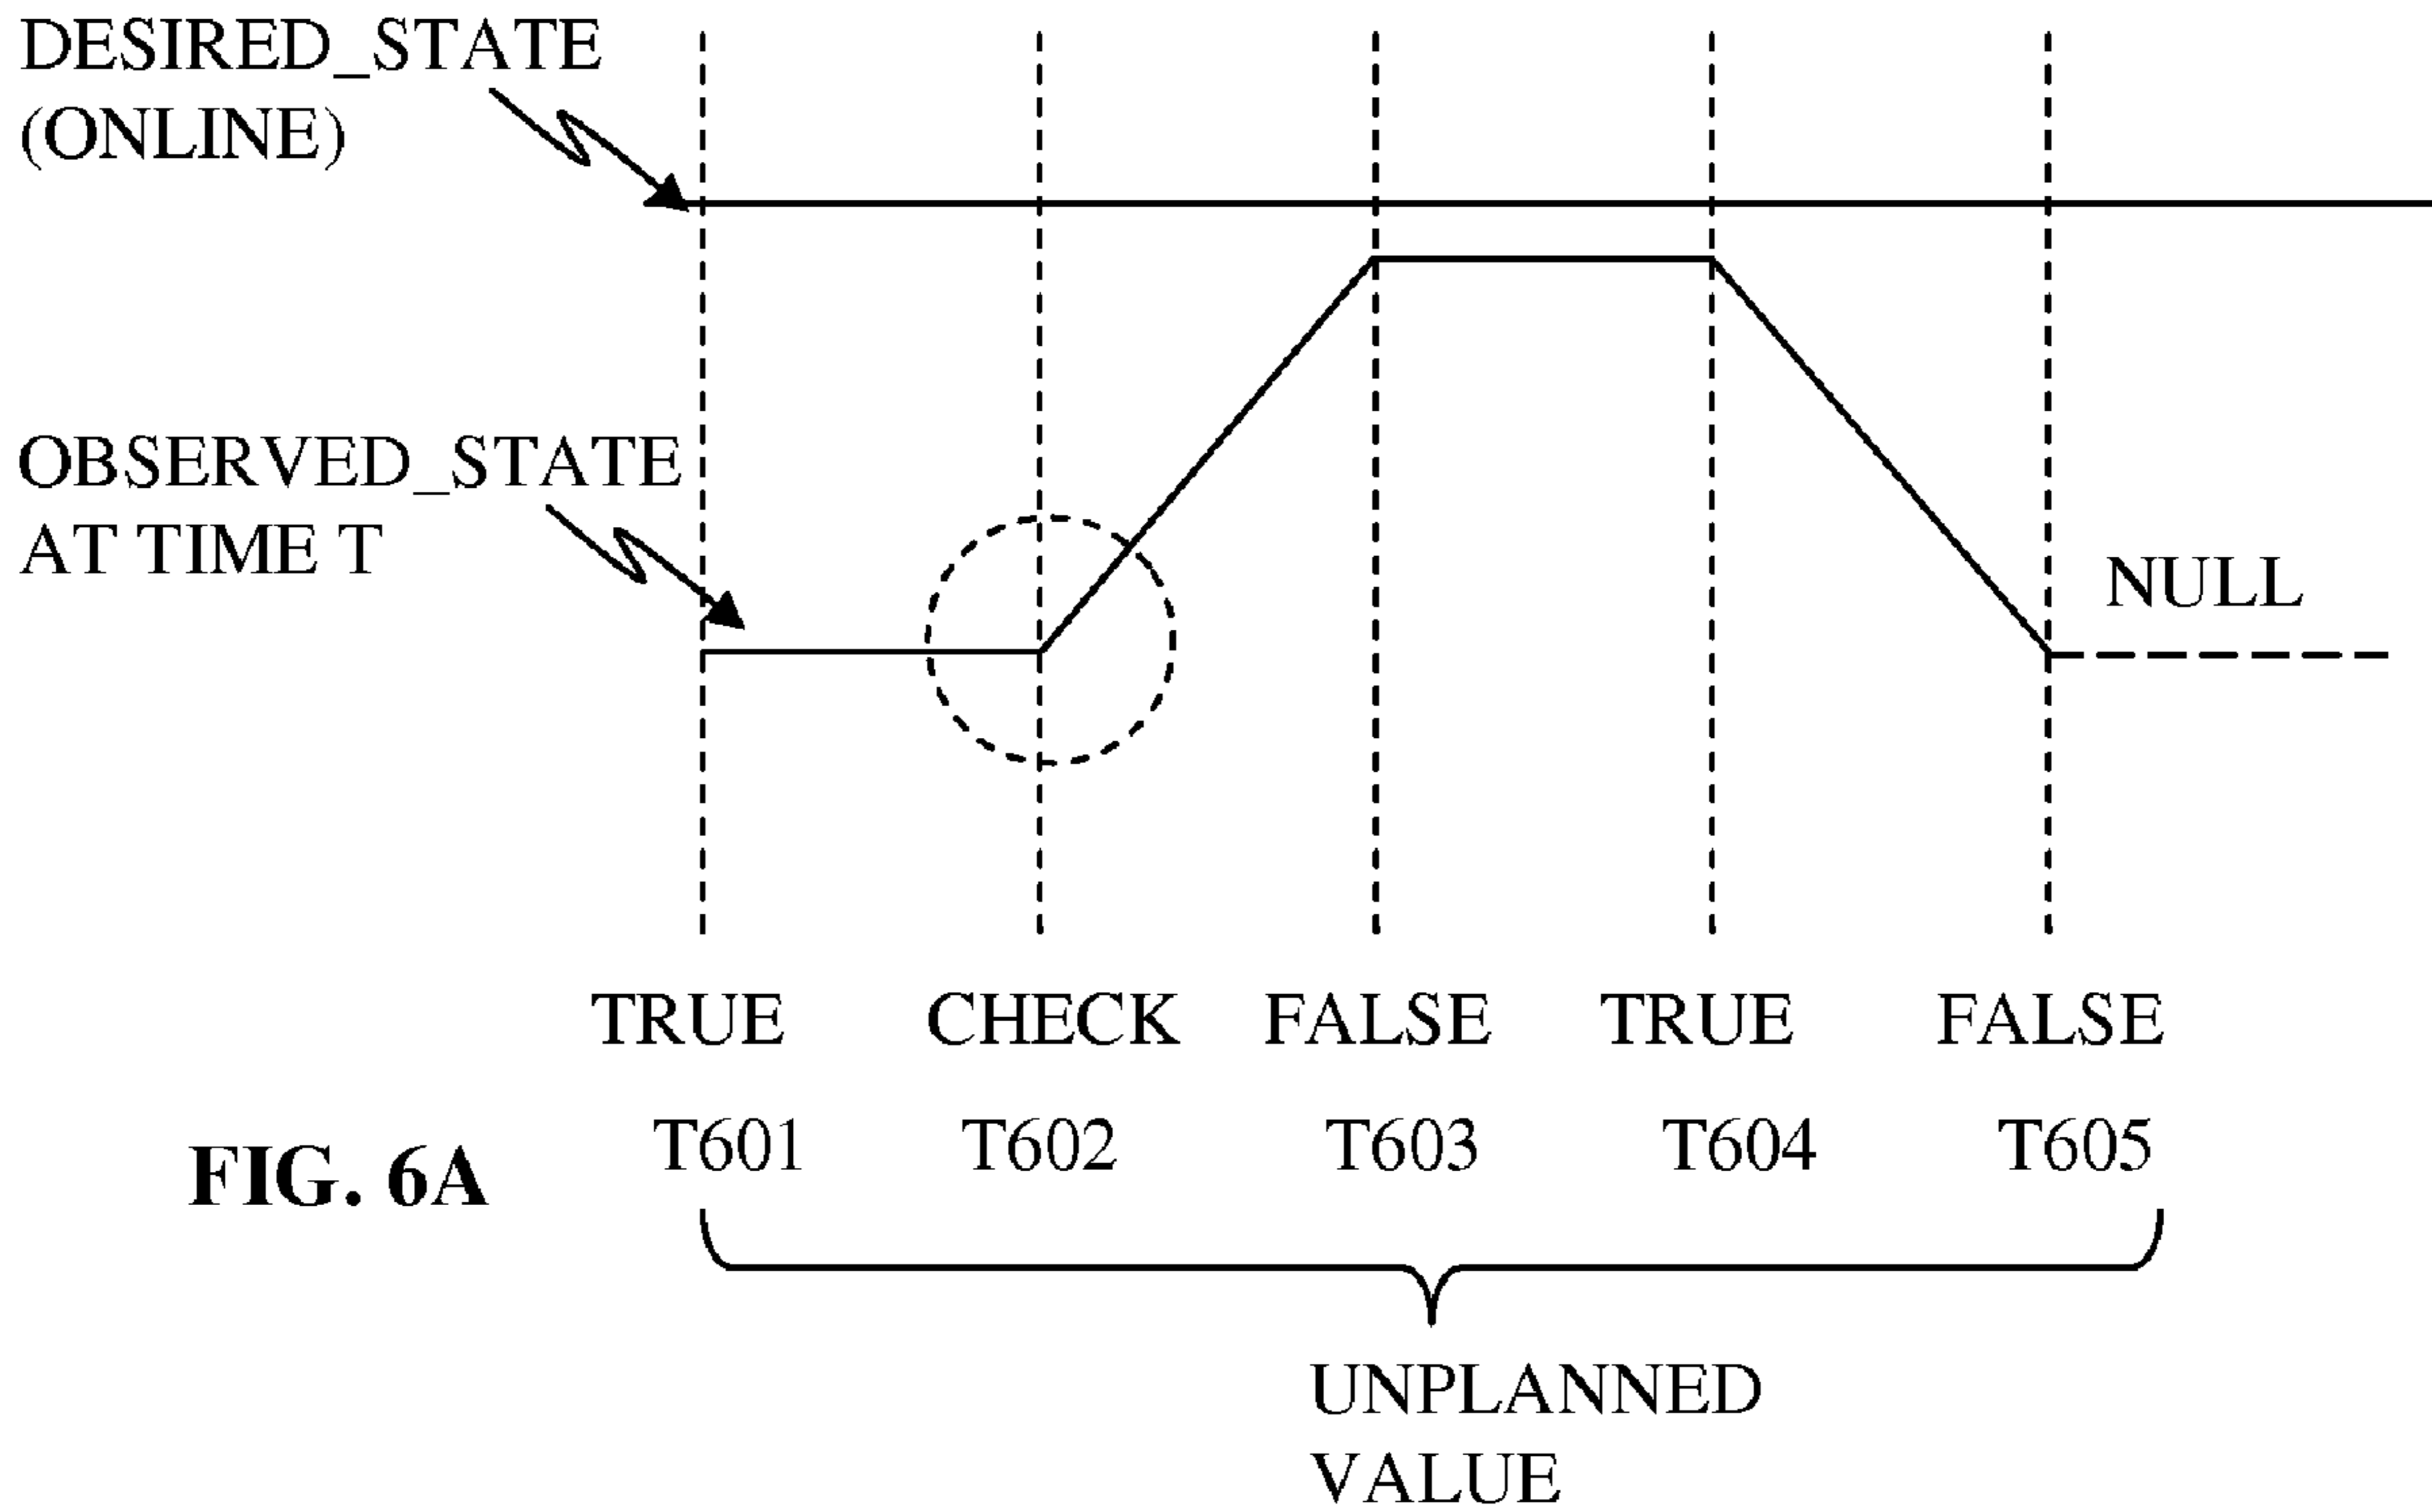 DESIRED_STATE
(ONLINE)
OBSERVED_STATE
AT TIME T
NULL
TRUE CHECK FALSE TRUE FALSE
T601 T602 T603 T604 T605
FIG. 6A
UNPLANNED
VALUE